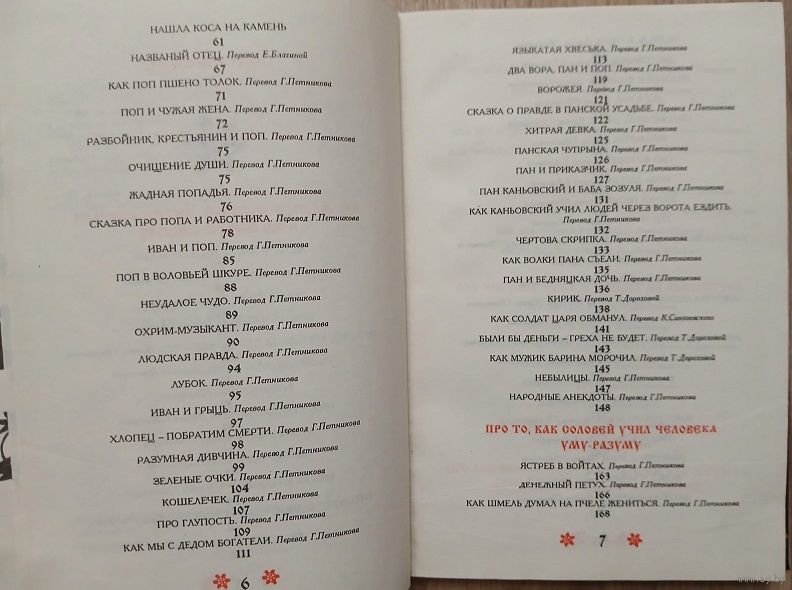 НАШЛА КОСА НА КАМЕНЬ
61
НАЗВАНЫЙ ОТЕЦ. Перевод Е.Благиной
67
КАК ПОП ПШЕНО ТОЛОК. Перевод Г.Петникова
71
ПОП И ЧУЖАЯ ЖЕНА. Перевод Г.Петникова
72
РАЗБОЙНИК, КРЕСТЬЯНИН И ПОП. Перевод Г.Петникова
75
ОЧИЩЕНИЕ ДУШИ. Перевод Г.Петникова
75
ЖАДНАЯ ПОПАДЬЯ. Перевод Г.Петникова
76
СКАЗКА ПРО ПОПА И РАБОТНИКА. Перевод Г.Петникова
78
ИВАН И ПОП. Перевод Г.Петникова
85
ПОП В ВОЛОВЬЕЙ ШКУРЕ. Перевод Г.Петникова
88
НЕУДАЛОЕ ЧУДО. Перевод Г.Петникова
89
ОХРИМ-МУЗЫКАНТ. Перевод Г.Петникова
90
ЛЮДСКАЯ ПРАВДА. Перевод Г.Петникова
94
ЛУБОК. Перевод Г.Петникова
95
ИВАН И ГРЫЦЬ. Перевод Г.Петникова
97
ХЛОПЕЦ – ПОБРАТИМ СМЕРТИ. Перевод Г.Петникова
98
РАЗУМНАЯ ДИВЧИНА. Перевод Г.Петникова
99
ЗЕЛЕНЫЕ ОЧКИ. Перевод Г.Петникова
104
КОШЕЛЕЧЕК. Перевод Г.Петникова
107
ПРО ГЛУПОСТЬ. Перевод Г.Петникова
109
КАК МЫ С ДЕДОМ БОГАТЕЛИ. Перевод Г.Петникова
111
6
ЯЗЫКАТАЯ ХВЕСЬКА. Перевод Г.Петникова
113
ДВА ВОРА, ПАН И ПОП. Перевод Г.Петникова
119
ВОРОЖЕЯ. Перевод Г.Петникова
121
СКАЗКА О ПРАВДЕ В ПАНСКОЙ УСАДЬБЕ. Перевод Г.Петникова
122
ХИТРАЯ ДЕВКА. Перевод Г.Петникова
125
ПАНСКАЯ ЧУПРЫНА. Перевод Г.Петникова
126
ПАН И ПРИКАЗЧИК. Перевод Г.Петникова
127
ПАН КАНЬОВСКИЙ И БАБА ЗОЗУЛЯ. Перевод Г.Петникова
131
КАК КАНЬОВСКИЙ УЧИЛ ЛЮДЕЙ ЧЕРЕЗ ВОРОТА ЕЗДИТЬ.
Перевод Г.Петникова
132
ЧЕРТОВА СКРИПКА. Перевод Г.Петникова
133
КАК ВОЛКИ ПАНА СЪЕЛИ. Перевод Г.Петникова
135
ПАН И БЕДНЯЦКАЯ ДОЧЬ. Перевод Г.Петникова
136
КИРИК. Перевод Т.Дороховой
138
КАК СОЛДАТ ЦАРЯ ОБМАНУЛ. Перевод К.
141
БЫЛИ БЫ ДЕНЬГИ – ГРЕХА НЕ БУДЕТ. Перевод Т.Дороховой
143
КАК МУЖИК БАРИНА МОРОЧИЛ. Перевод Т.Дороховой
145
НЕБЫЛИЦЫ. Перевод Г.Петникова
147
НАРОДНЫЕ АНЕКДОТЫ. Перевод Г.Петникова
148
ПРО ТО, КАК СОЛОВЕЙ УЧИЛ ЧЕЛОВЕКА
УМУ-РАЗУМУ
ЯСТРЕБ В ВОЙТАХ. Перевод Г.Петникова
163
ДЕНЕЖНЫЙ ПЕТУХ. Перевод Г.Петникова
166
КАК ШМЕЛЬ ДУМАЛ НА ПЧЕЛЕ ЖЕНИТЬСЯ. Перевод Г.Петникова
168
7